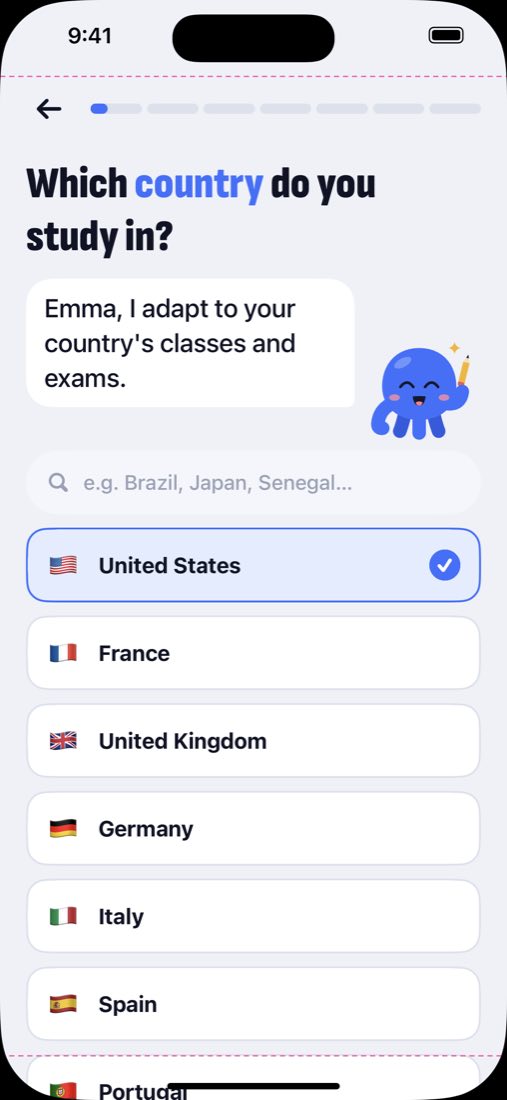 9:41
Which country do you
study in?
Emma, I adapt to your
country's classes and
exams.
e.g. Brazil, Japan, Senegal...
United States
France
United Kingdom
Germany
Italy
Spain
Portugal